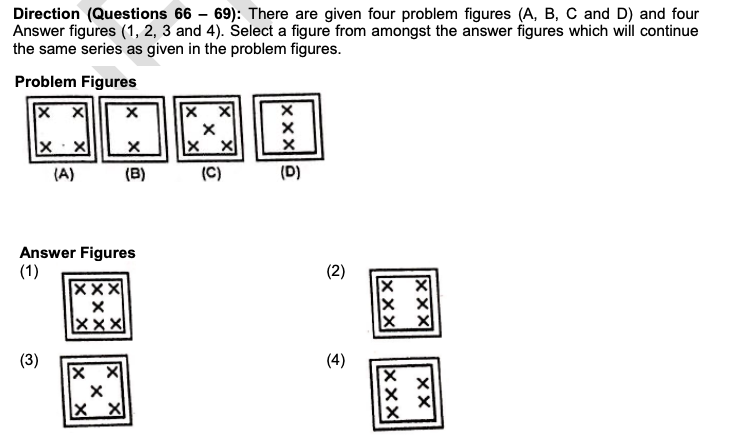 Direction (Questions 66 – 69): There are given four problem figures (A, B, C and D) and four
Answer figures (1, 2, 3 and 4). Select a figure from amongst the answer figures which will continue
the same series as given in the problem figures.
Problem Figures
X X X X X X X
X X
X X X X X X
(A) (B) (C) (D)
Answer Figures
(1) (2)
X X X X X
X X X
X X X X X
(3) (4)
X X X
X
X X
X X
X X X